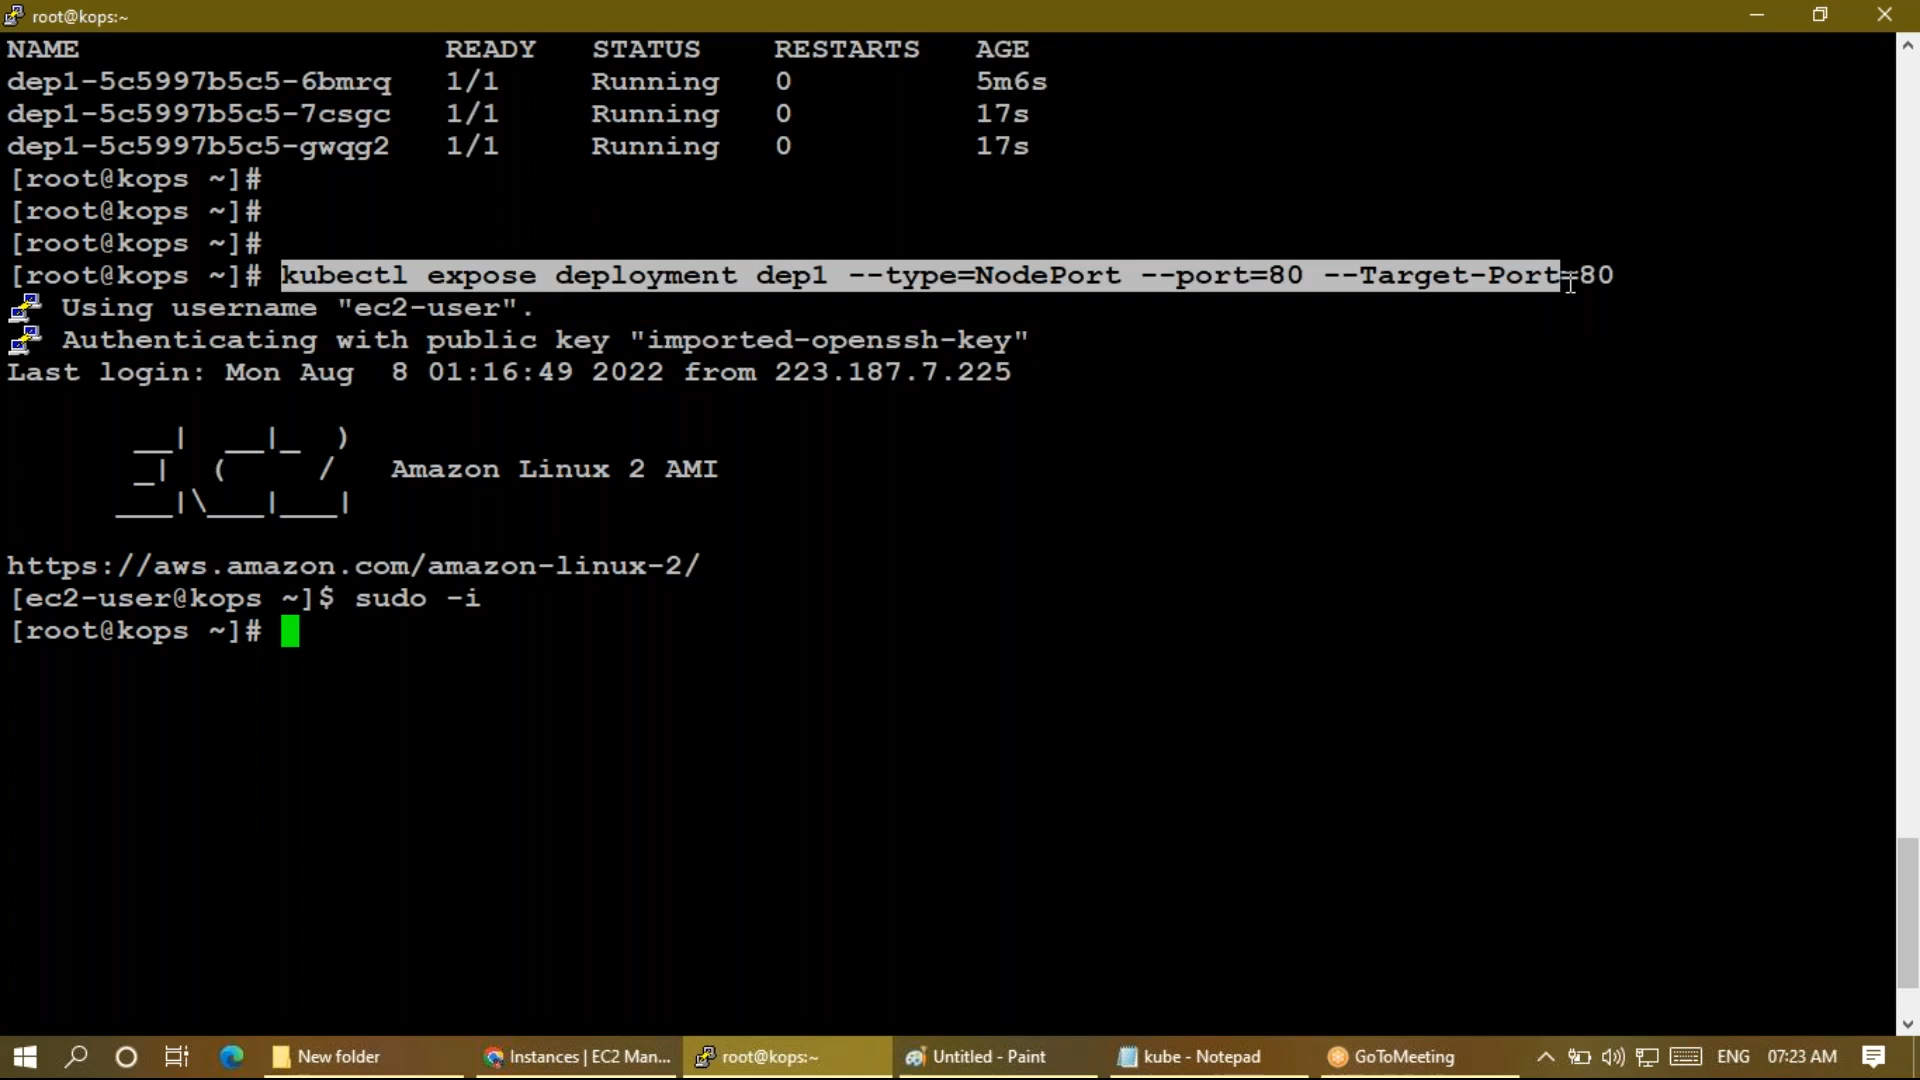 root@kops:~
NAME READY STATUS RESTARTS AGE
dep1-5c5997b5c5-6bmrq 1/1 Running 0 5m6s
dep1-5c5997b5c5-7csgc 1/1 Running 0 17s
dep1-5c5997b5c5-gwqg2 1/1 Running 0 17s
[root@kops ~]#
[root@kops ~]#
[root@kops ~]#
[root@kops ~]# kubectl expose deployment dep1 --type=NodePort --port=80 --Target-Port=80
Using username "ec2-user".
Authenticating with public key "imported-openssh-key"
Last login: Mon Aug  8 01:16:49 2022 from 223.187.7.225
__|  __|_  )
_|  (     /   Amazon Linux 2 AMI
___|\___|___|
https://aws.amazon.com/amazon-linux-2/
[ec2-user@kops ~]$ sudo -i
[root@kops ~]#
New folder Instances | EC2 Man... root@kops:~ Untitled - Paint kube - Notepad GoToMeeting ENG 07:23 AM